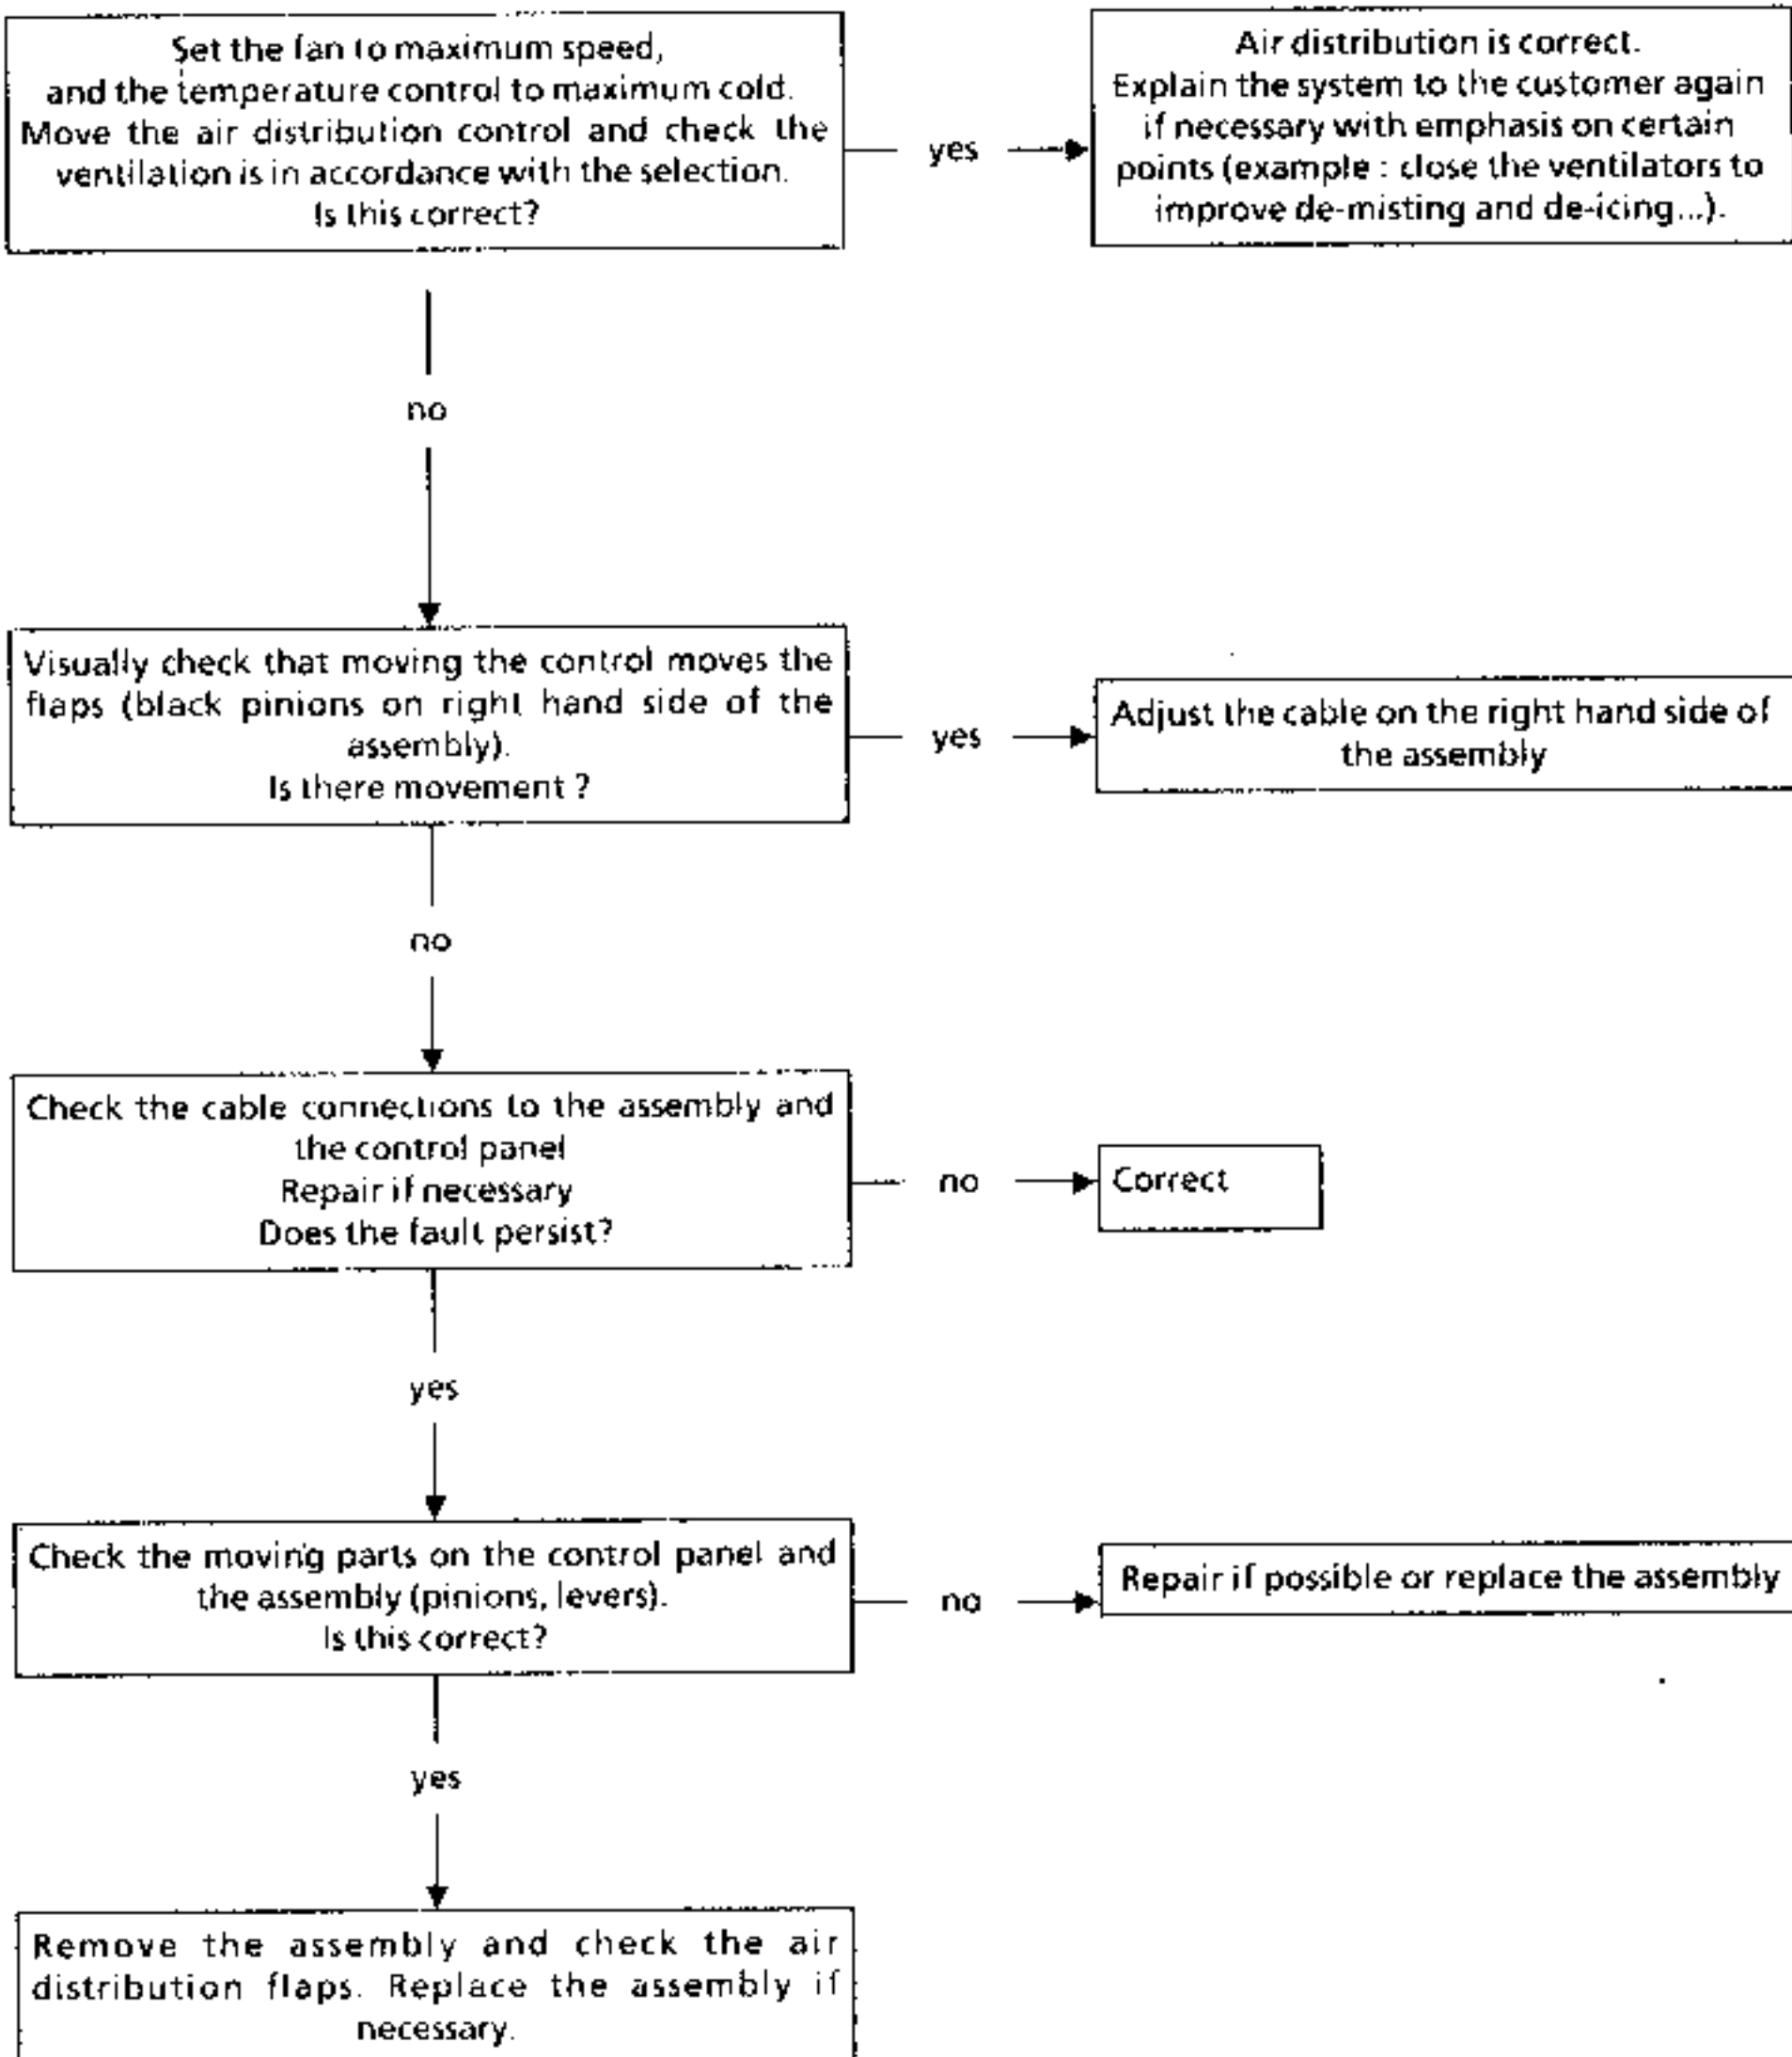 Set the fan to maximum speed,
and the temperature control to maximum cold.
Move the air distribution control and check the
ventilation is in accordance with the selection.
Is this correct?
yes
Air distribution is correct.
Explain the system to the customer again
if necessary with emphasis on certain
points (example : close the ventilators to
improve de-misting and de-icing...).
no
Visually check that moving the control moves the
flaps (black pinions on right hand side of the
assembly).
Is there movement ?
yes
Adjust the cable on the right hand side of
the assembly
no
Check the cable connections to the assembly and
the control panel
Repair if necessary
Does the fault persist?
no
Correct
yes
Check the moving parts on the control panel and
the assembly (pinions, levers).
Is this correct?
no
Repair if possible or replace the assembly
yes
Remove the assembly and check the air
distribution flaps. Replace the assembly if
necessary.